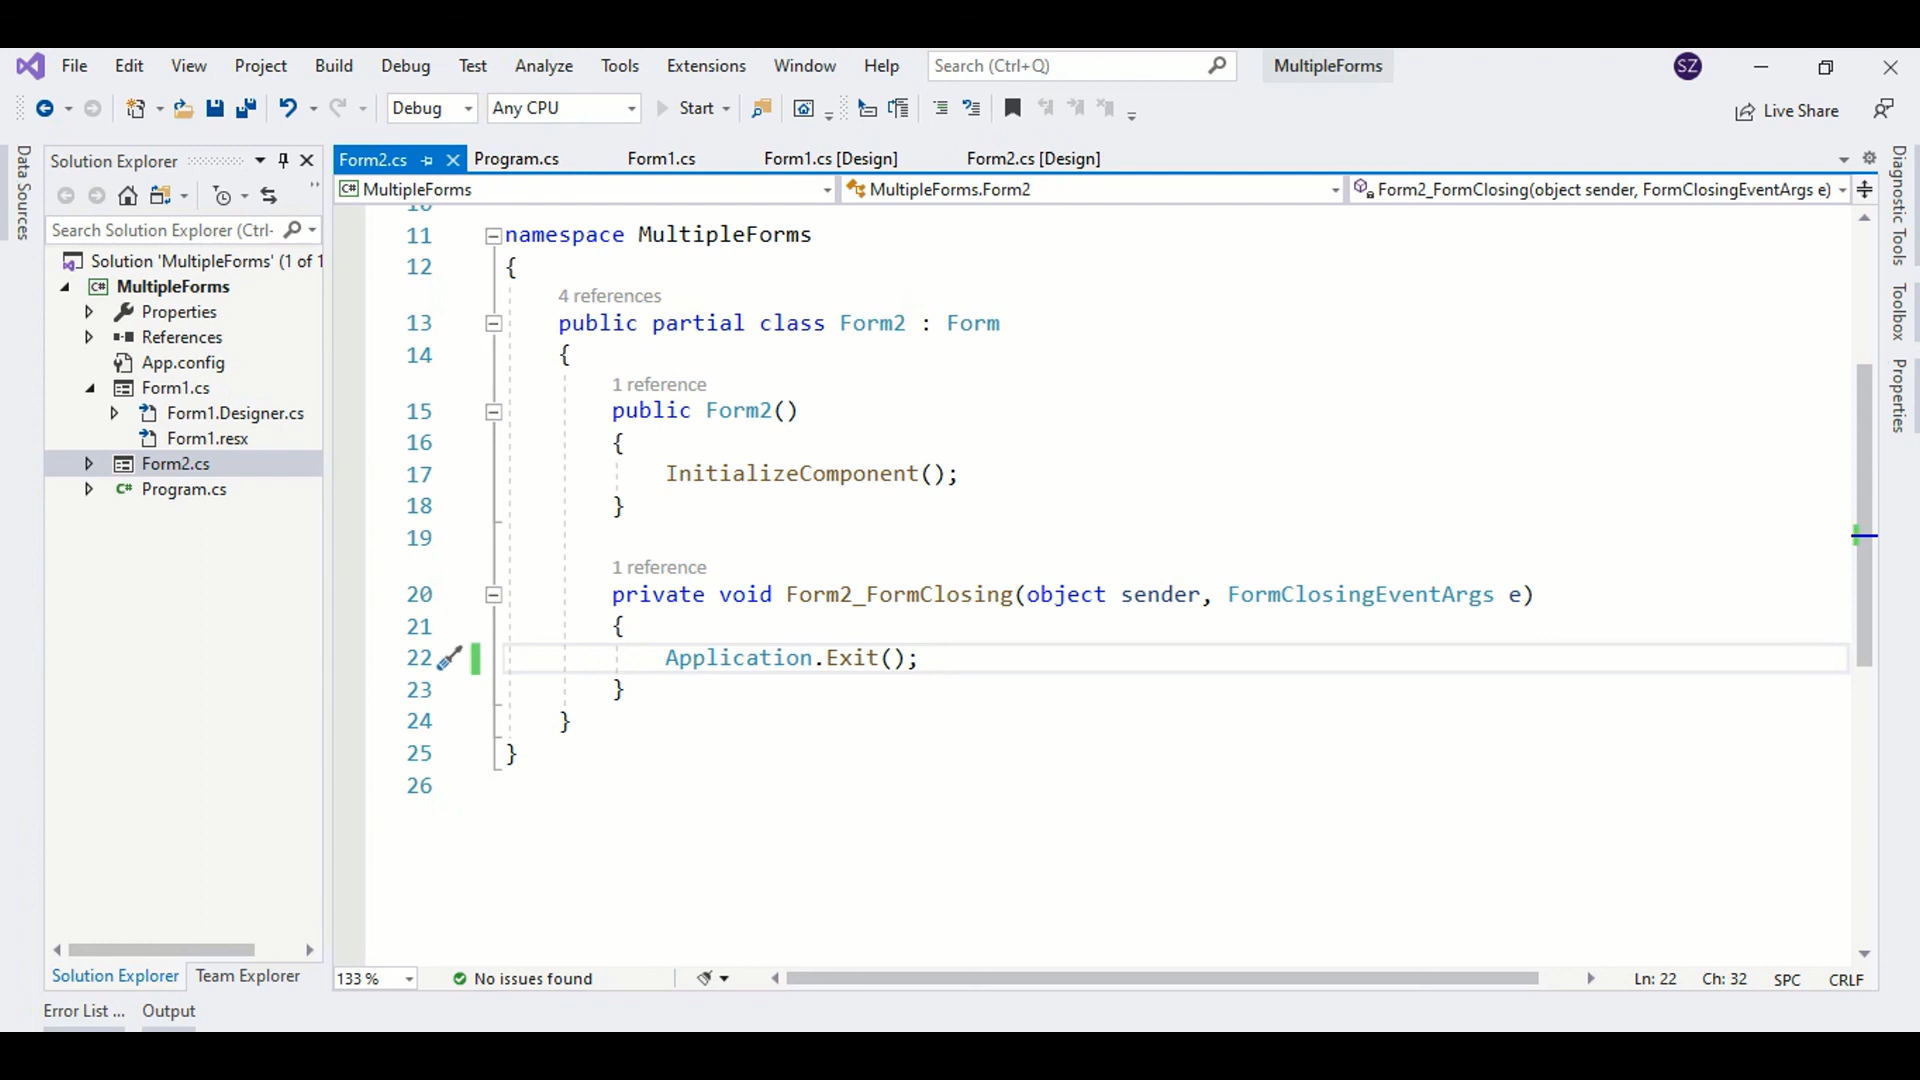 File Edit View Project Build Debug Test Analyze Tools Extensions Window Help Search (Ctrl+Q) MultipleForms SZ
Debug Any CPU Start Live Share
Data Sources
Solution Explorer
Search Solution Explorer (Ctrl-
Solution 'MultipleForms' (1 of 1
MultipleForms
Properties
References
App.config
Form1.cs
Form1.Designer.cs
Form1.resx
Form2.cs
Program.cs
Solution Explorer Team Explorer
Form2.cs Program.cs Form1.cs Form1.cs [Design] Form2.cs [Design]
MultipleForms MultipleForms.Form2 Form2_FormClosing(object sender, FormClosingEventArgs e)
11 namespace MultipleForms
12 {
4 references
13 public partial class Form2 : Form
14 {
1 reference
15 public Form2()
16 {
17 InitializeComponent();
18 }
19
1 reference
20 private void Form2_FormClosing(object sender, FormClosingEventArgs e)
21 {
22 Application.Exit();
23 }
24 }
25 }
26
133 % No issues found Ln: 22 Ch: 32 SPC CRLF
Error List ... Output
Diagnostic Tools
Toolbox
Properties